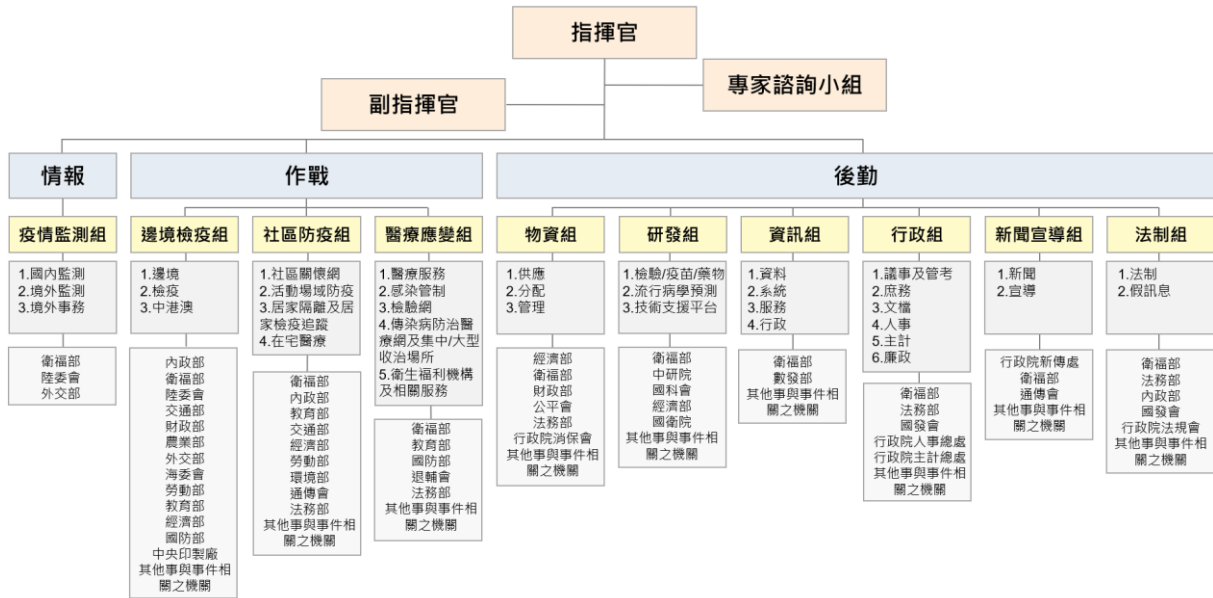 指揮官
專家諮詢小組
副指揮官
情報
作戰
後勤
疫情監測組
邊境檢疫組
社區防疫組
醫療應變組
物資組
研發組
資訊組
行政組
新聞宣導組
法制組
1.國內監測
2.境外監測
3.境外事務
1.邊境
2.檢疫
3.中港澳
1.社區關懷網
2.活動場域防疫
3.居家隔離及居
家檢疫追蹤
4.在宅醫療
1.醫療服務
2.感染管制
3.檢驗網
4.傳染病防治醫
療網及集中/大型
收治場所
5.衛生福利機構
及相關服務
1.供應
2.分配
3.管理
1.檢驗/疫苗/藥物
2.流行病學預測
3.技術支援平台
1.資料
2.系統
3.服務
4.行政
1.議事及管考
2.庶務
3.文檔
4.人事
5.主計
6.廉政
1.新聞
2.宣導
1.法制
2.假訊息
衛福部
陸委會
外交部
內政部
衛福部
陸委會
交通部
財政部
農業部
外交部
海委會
勞動部
教育部
經濟部
國防部
中央印製廠
其他事與事件相
關之機關
衛福部
內政部
教育部
交通部
經濟部
勞動部
環境部
通傳會
法務部
其他事與事件相
關之機關
衛福部
教育部
國防部
退輔會
法務部
其他事與事件相
關之機關
經濟部
衛福部
財政部
公平會
法務部
行政院消保會
其他事與事件相
關之機關
衛福部
中研院
國科會
經濟部
國衛院
其他事與事件相
關之機關
衛福部
數發部
其他事與事件相
關之機關
衛福部
法務部
國發會
行政院人事總處
行政院主計總處
其他事與事件相
關之機關
行政院新傳處
衛福部
通傳會
其他事與事件相
關之機關
衛福部
法務部
內政部
國發會
行政院法規會
其他事與事件相
關之機關